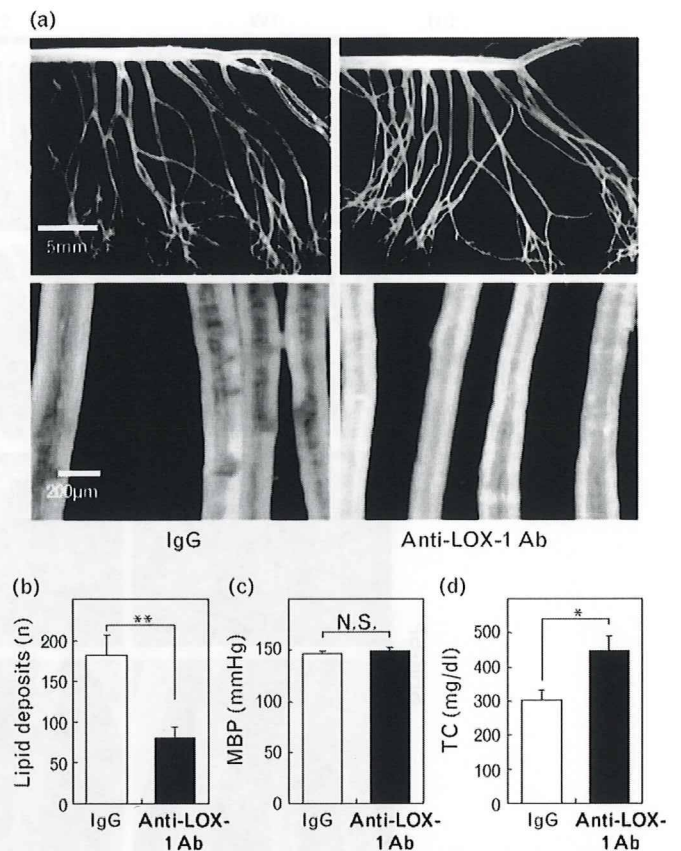 (a)
5mm
200μm
IgG
Anti-LOX-1 Ab
(b)
Lipid deposits (n)
200
150
100
50
0
**
IgG
Anti-LOX-
1 Ab
(c)
MBP (mmHg)
150
100
50
0
N.S.
IgG
Anti-LOX-
1 Ab
(d)
TC (mg/dl)
500
400
300
200
100
0
*
IgG
Anti-LOX-
1 Ab